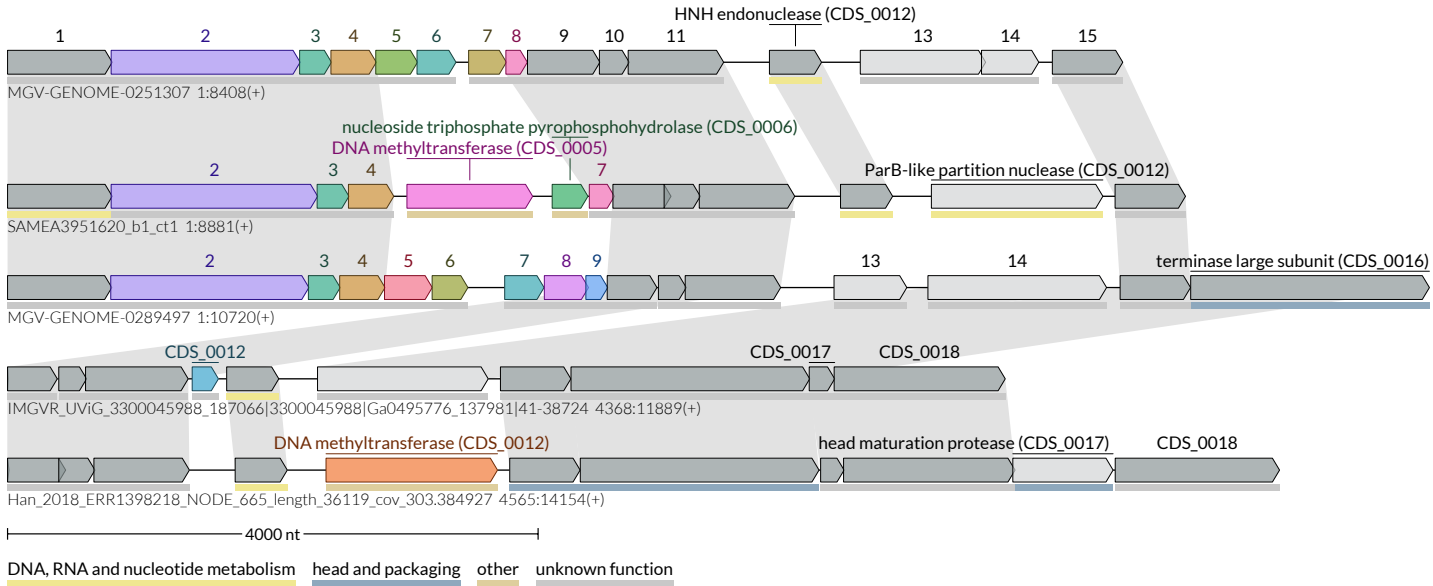 HNH endonuclease (CDS_0012)
1 2 3 4 5 6 7 8 9 10 11 13 14 15
MGV-GENOME-0251307 1:8408(+)
nucleoside triphosphate pyrophosphohydrolase (CDS_0006)
DNA methyltransferase (CDS_0005)
2 3 4 7 ParB-like partition nuclease (CDS_0012)
SAMEA3951620_b1_ct1 1:8881(+)
2 3 4 5 6 7 8 9 13 14 terminase large subunit (CDS_0016)
MGV-GENOME-0289497 1:10720(+)
CDS_0012 CDS_0017 CDS_0018
IMGVR_UViG_3300045988_187066|3300045988|Ga0495776_137981|41-38724 4368:11889(+)
DNA methyltransferase (CDS_0012) head maturation protease (CDS_0017) CDS_0018
Han_2018_ERR1398218_NODE_665_length_36119_cov_303.384927 4565:14154(+)
4000 nt
DNA, RNA and nucleotide metabolism head and packaging other unknown function